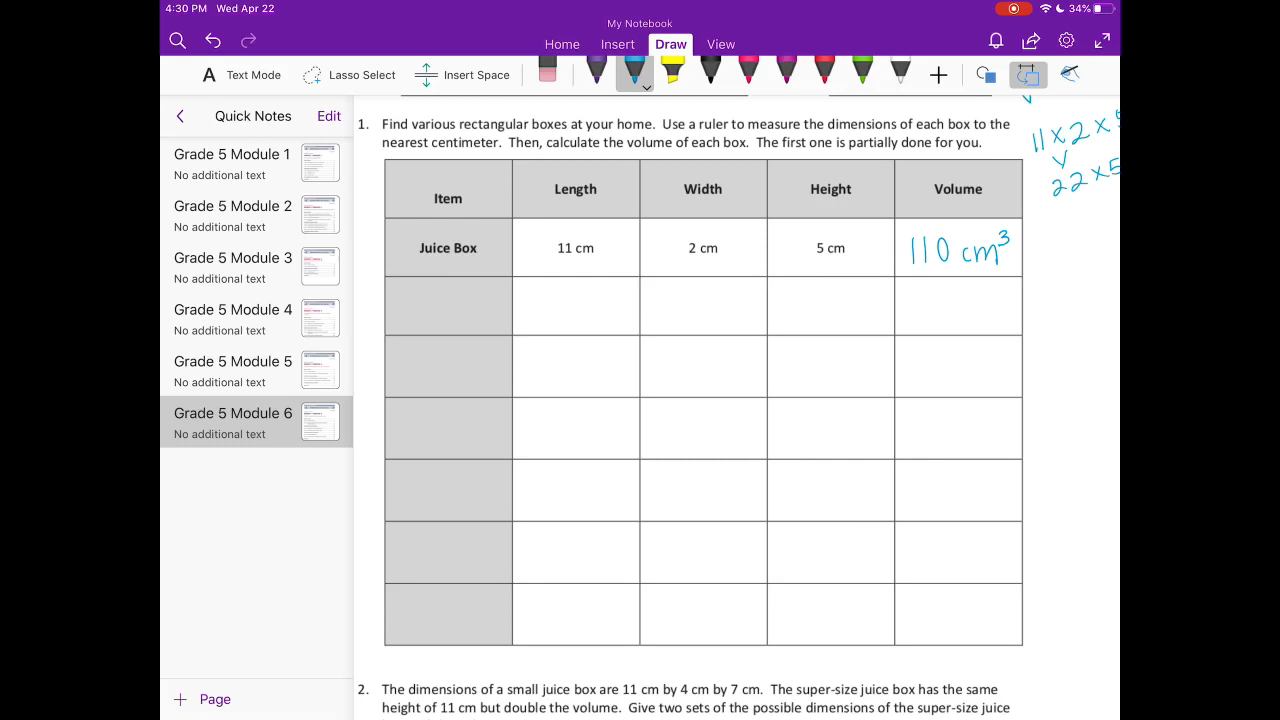 4:30 PM Wed Apr 22
34%
My Notebook
Home Insert Draw View
A Text Mode Lasso Select Insert Space
Quick Notes Edit
Grade 5 Module 1
No additional text
Grade 5 Module 2
No additional text
Grade 5 Module 3
No additional text
Grade 5 Module 4
No additional text
Grade 5 Module 5
No additional text
Grade 5 Module 6
No additional text
+ Page
1. Find various rectangular boxes at your home. Use a ruler to measure the dimensions of each box to the
nearest centimeter. Then, calculate the volume of each box. The first one is partially done for you.
11 × 2 × 5
22 × 5
Item Length Width Height Volume
Juice Box 11 cm 2 cm 5 cm 110 cm³
2. The dimensions of a small juice box are 11 cm by 4 cm by 7 cm. The super-size juice box has the same
height of 11 cm but double the volume. Give two sets of the possible dimensions of the super-size juice